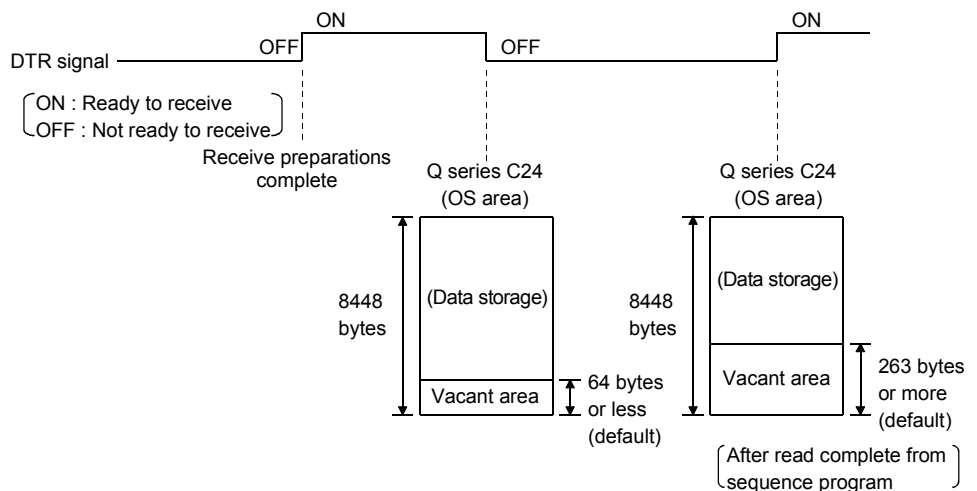 ON
ON
OFF
OFF
DTR signal
ON : Ready to receive
OFF : Not ready to receive
Receive preparations
complete
Q series C24
(OS area)
Q series C24
(OS area)
8448
bytes
(Data storage)
Vacant area
64 bytes
or less
(default)
8448
bytes
(Data storage)
Vacant area
263 bytes
or more
(default)
After read complete from
sequence program